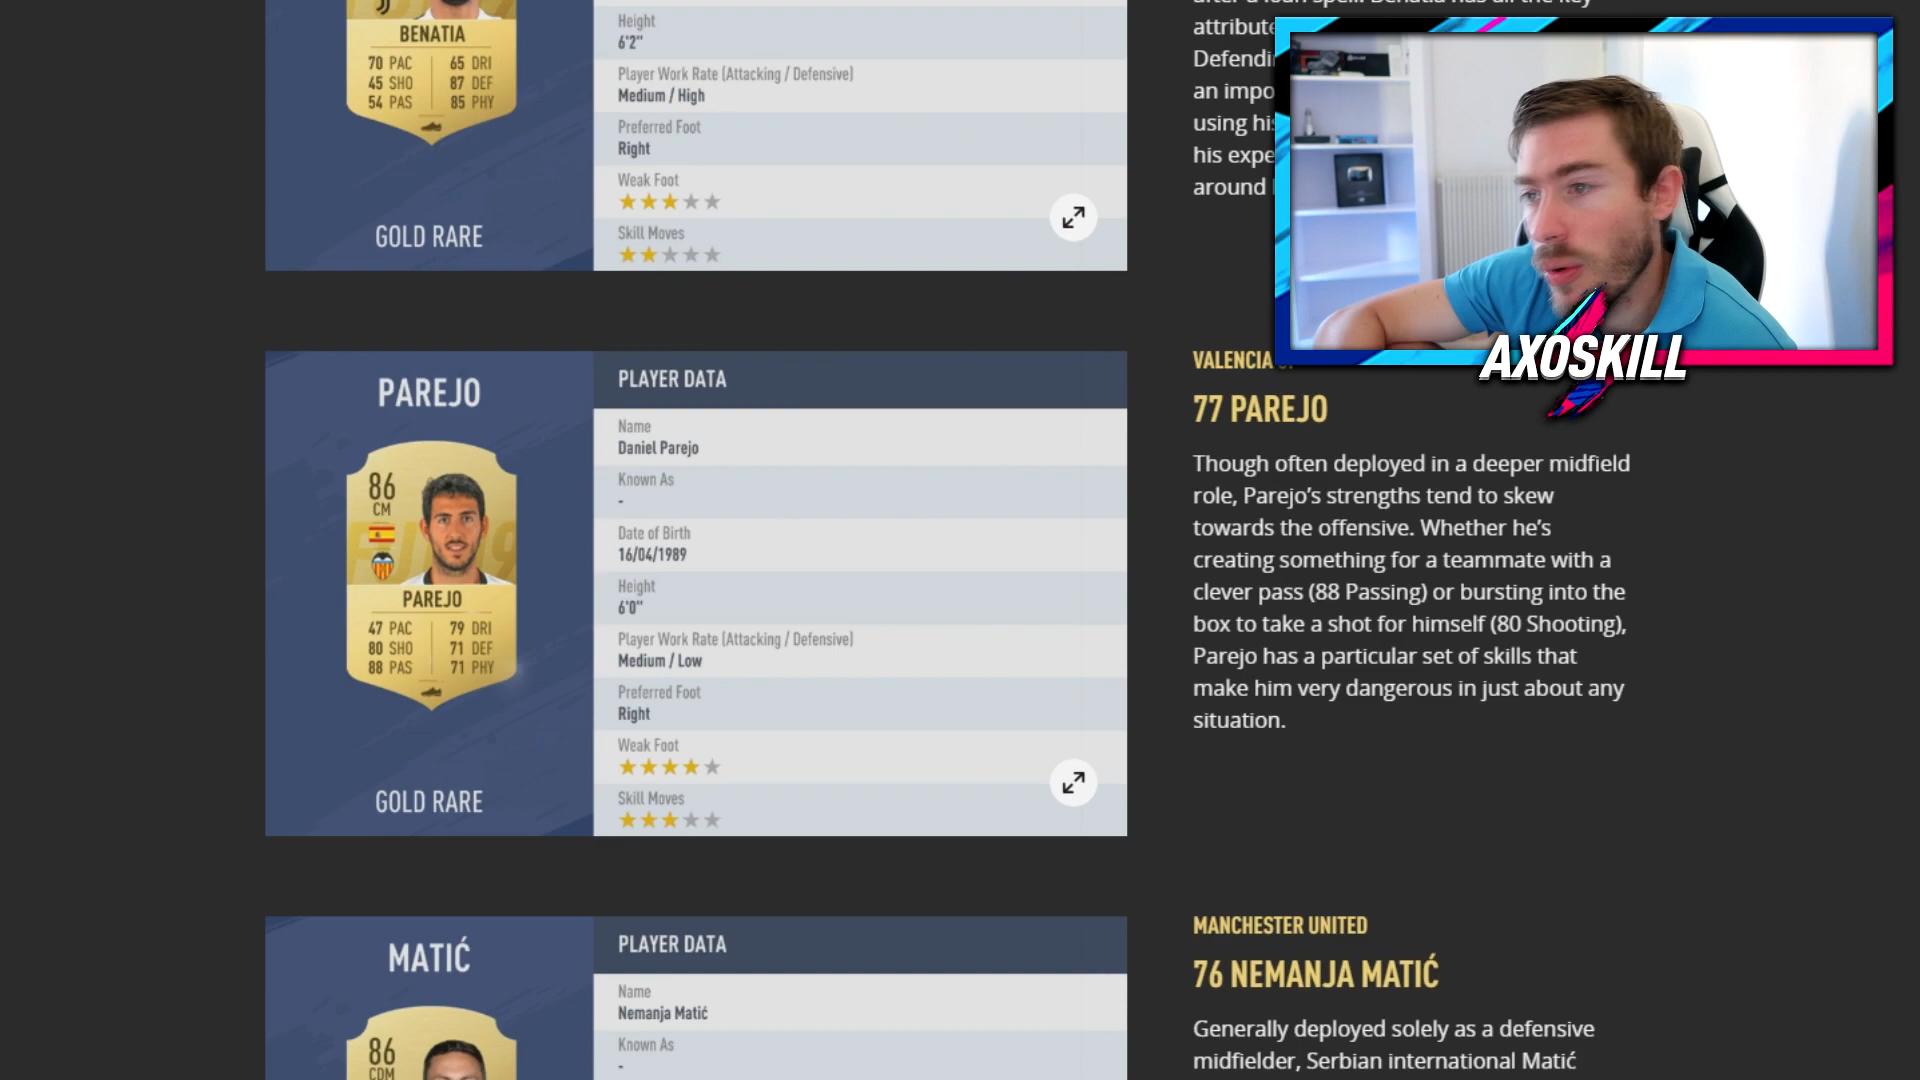 BENATIA
70 PAC 65 DRI
45 SHO 87 DEF
54 PAS 85 PHY
GOLD RARE
Height
6'2"
Player Work Rate (Attacking / Defensive)
Medium / High
Preferred Foot
Right
Weak Foot
Skill Moves
attribute
Defendi
an impo
using his
his expe
around
AXOSKILL
PAREJO
86
CM
PAREJO
47 PAC 79 DRI
80 SHO 71 DEF
88 PAS 71 PHY
GOLD RARE
PLAYER DATA
Name
Daniel Parejo
Known As
-
Date of Birth
16/04/1989
Height
6'0"
Player Work Rate (Attacking / Defensive)
Medium / Low
Preferred Foot
Right
Weak Foot
Skill Moves
VALENCIA
77 PAREJO
Though often deployed in a deeper midfield
role, Parejo's strengths tend to skew
towards the offensive. Whether he's
creating something for a teammate with a
clever pass (88 Passing) or bursting into the
box to take a shot for himself (80 Shooting),
Parejo has a particular set of skills that
make him very dangerous in just about any
situation.
MATIĆ
86
CDM
PLAYER DATA
Name
Nemanja Matić
Known As
-
MANCHESTER UNITED
76 NEMANJA MATIĆ
Generally deployed solely as a defensive
midfielder, Serbian international Matić